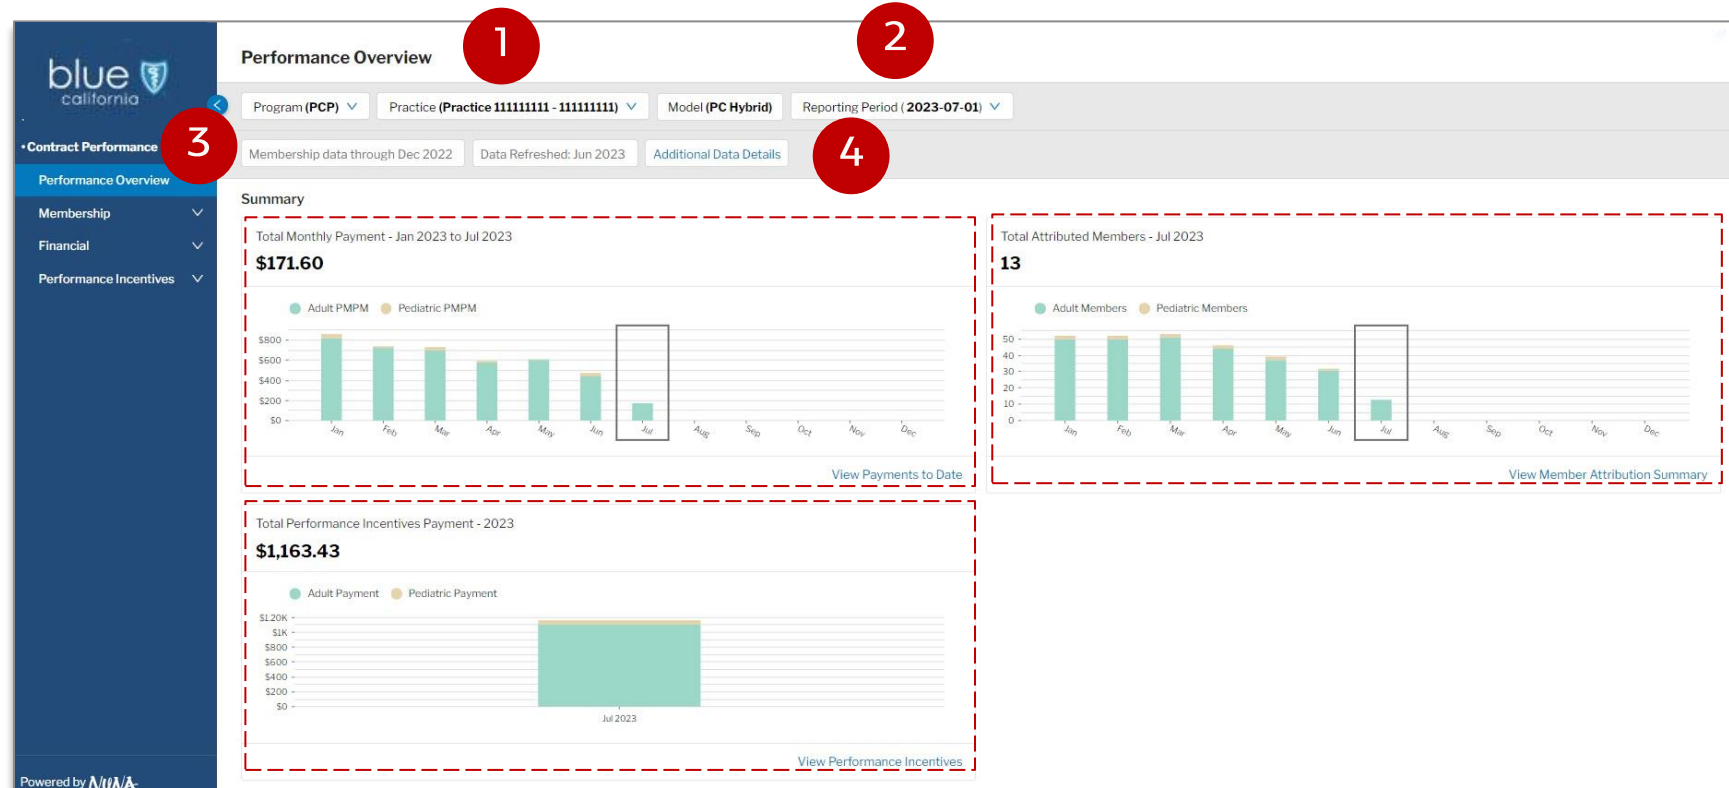 1
2
Performance Overview
blue
california
Program (PCP)
Practice (Practice 111111111 - 111111111)
Model (PC Hybrid)
Reporting Period ( 2023-07-01)
3
4
Membership data through Dec 2022
Data Refreshed: Jun 2023
Additional Data Details
• Contract Performance
Performance Overview
Membership
Financial
Performance Incentives
Summary
Total Monthly Payment - Jan 2023 to Jul 2023
$171.60
Adult PMPM
Pediatric PMPM
$800
$600
$400
$200
$0
Jan
Feb
Mar
Apr
May
Jun
Jul
Aug
Sep
Oct
Nov
Dec
View Payments to Date
Total Attributed Members - Jul 2023
13
Adult Members
Pediatric Members
50
40
30
20
10
0
Jan
Feb
Mar
Apr
May
Jun
Jul
Aug
Sep
Oct
Nov
Dec
View Member Attribution Summary
Total Performance Incentives Payment - 2023
$1,163.43
Adult Payment
Pediatric Payment
$1.20K
$1K
$800
$600
$400
$200
$0
Jul 2023
View Performance Incentives
Powered by